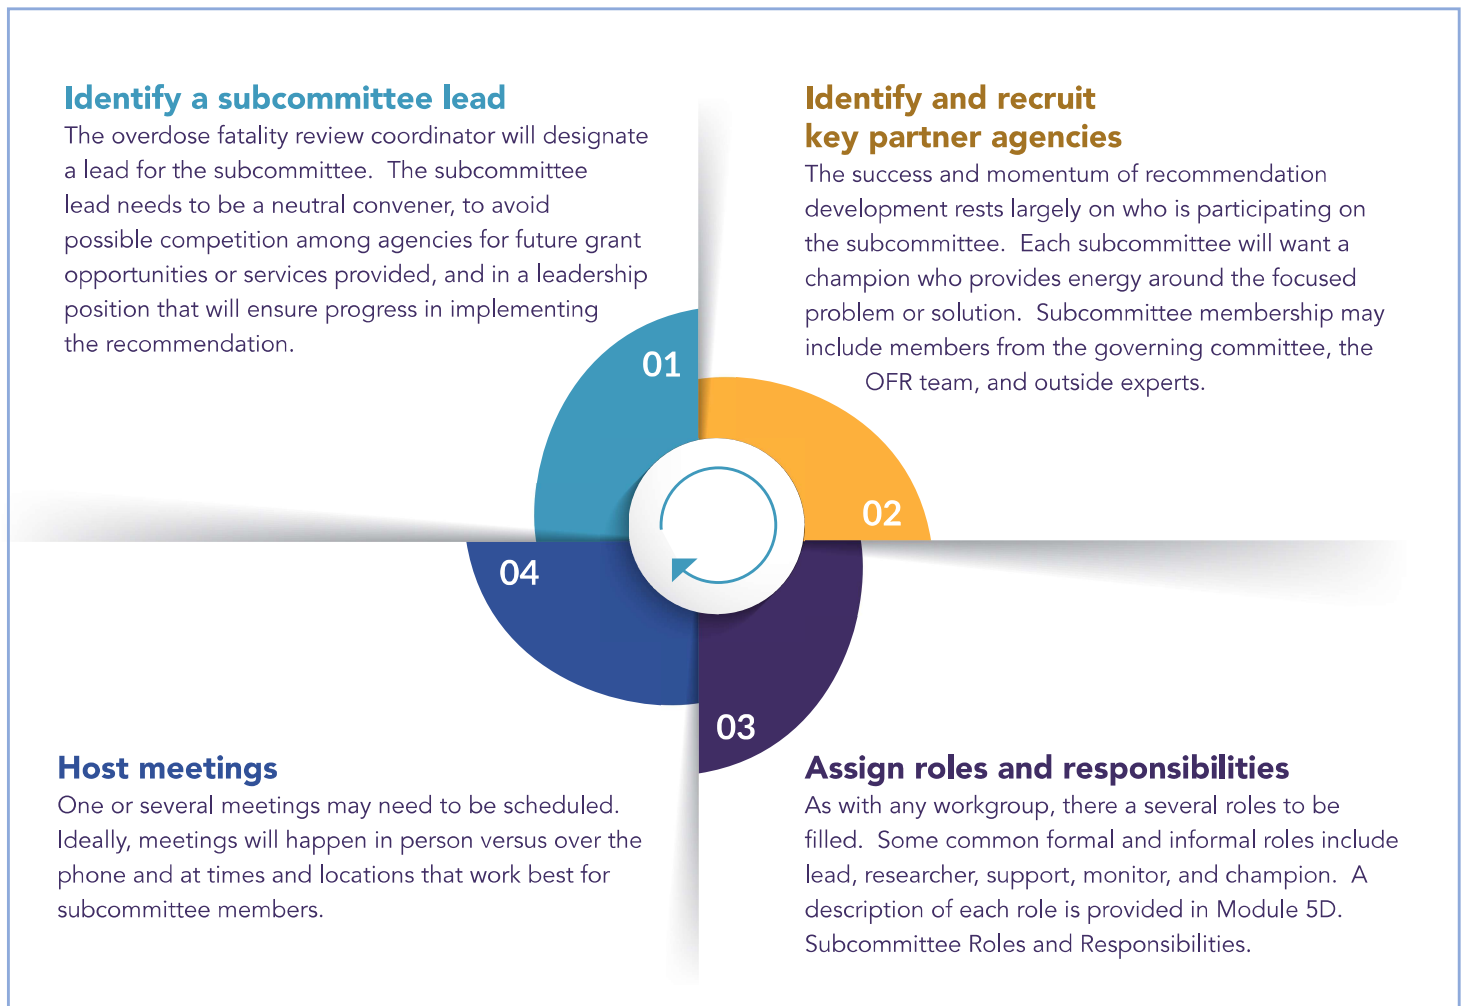 Identify a subcommittee lead
The overdose fatality review coordinator will designate
a lead for the subcommittee.  The subcommittee
lead needs to be a neutral convener, to avoid
possible competition among agencies for future grant
opportunities or services provided, and in a leadership
position that will ensure progress in implementing
the recommendation.
01
Identify and recruit
key partner agencies
The success and momentum of recommendation
development rests largely on who is participating on
the subcommittee.  Each subcommittee will want a
champion who provides energy around the focused
problem or solution.  Subcommittee membership may
include members from the governing committee, the
OFR team, and outside experts.
02
03
Assign roles and responsibilities
As with any workgroup, there a several roles to be
filled.  Some common formal and informal roles include
lead, researcher, support, monitor, and champion.  A
description of each role is provided in Module 5D.
Subcommittee Roles and Responsibilities.
04
Host meetings
One or several meetings may need to be scheduled.
Ideally, meetings will happen in person versus over the
phone and at times and locations that work best for
subcommittee members.